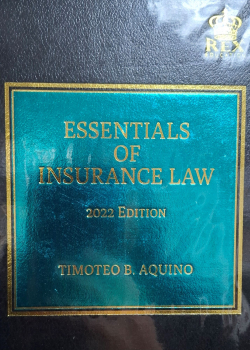 REX
ESSENTIALS
OF
INSURANCE LAW
2022 EDITION
TIMOTEO B. AQUINO